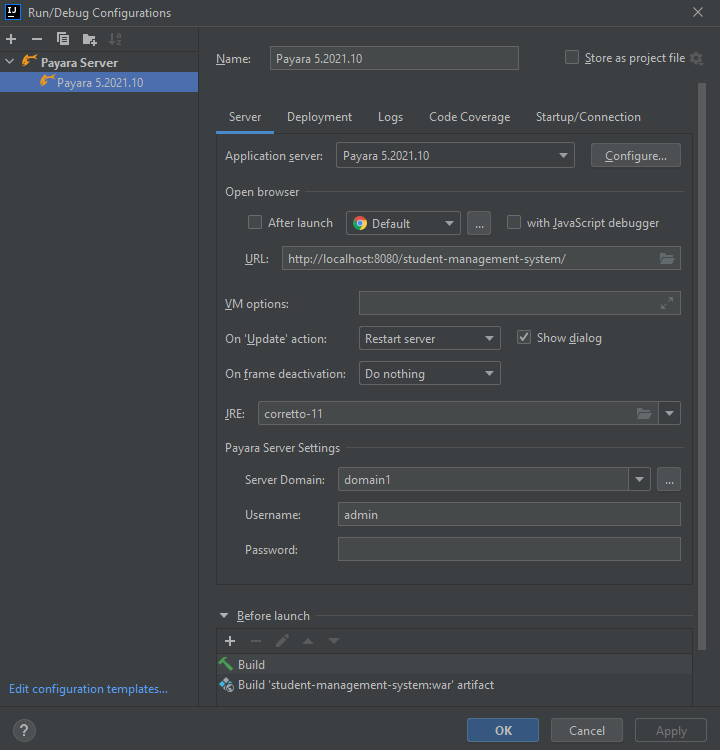 Run/Debug Configurations
Payara Server
Payara 5.2021.10
Name: Payara 5.2021.10
Store as project file
Server Deployment Logs Code Coverage Startup/Connection
Application server: Payara 5.2021.10 Configure...
Open browser
After launch Default ... with JavaScript debugger
URL: http://localhost:8080/student-management-system/
VM options:
On 'Update' action: Restart server Show dialog
On frame deactivation: Do nothing
JRE: corretto-11
Payara Server Settings
Server Domain: domain1 ...
Username: admin
Password:
Before launch
Build
Build 'student-management-system:war' artifact
Edit configuration templates...
? OK Cancel Apply